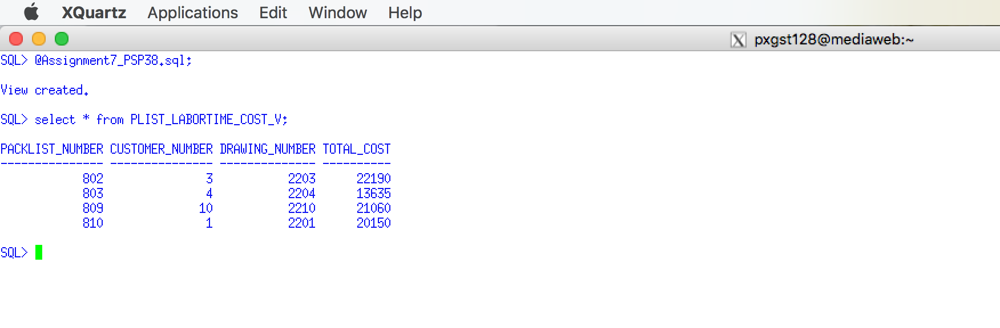 XQuartz Applications Edit Window Help
X pxgst128@mediaweb:~
SQL> @Assignment7_PSP38.sql;
View created.
SQL> select * from PLIST_LABORTIME_COST_V;
PACKLIST_NUMBER CUSTOMER_NUMBER DRAWING_NUMBER TOTAL_COST
--------------- --------------- -------------- ----------
802 3 2203 22190
803 4 2204 13635
809 10 2210 21060
810 1 2201 20150
SQL>